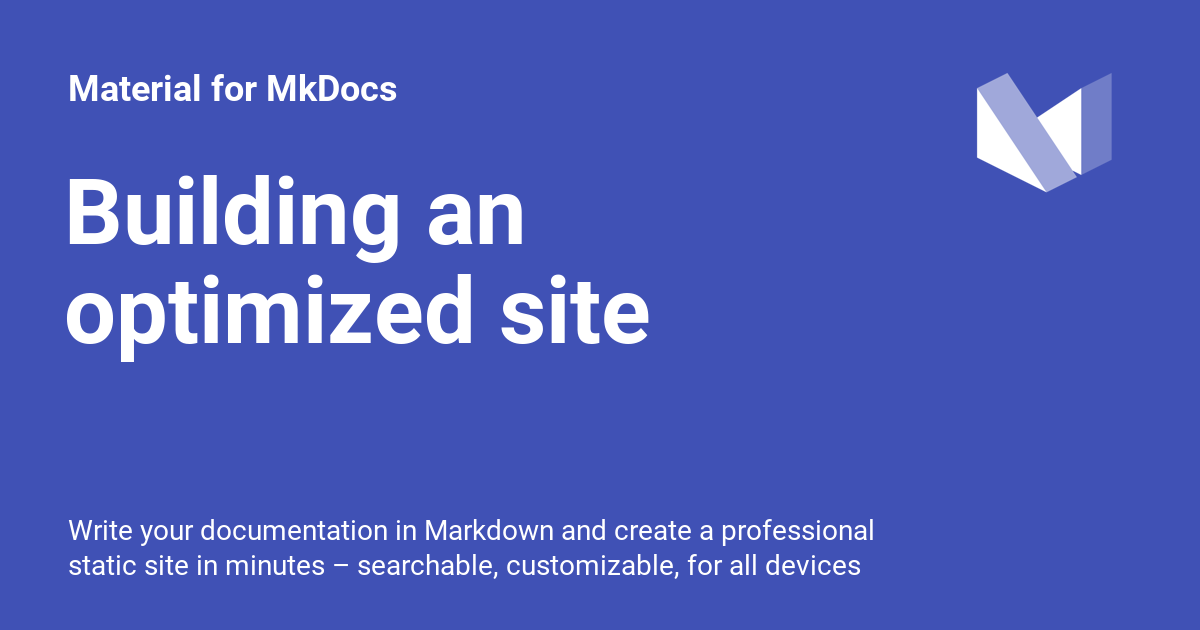 Material for MkDocs
Building an
optimized site
Write your documentation in Markdown and create a professional
static site in minutes – searchable, customizable, for all devices